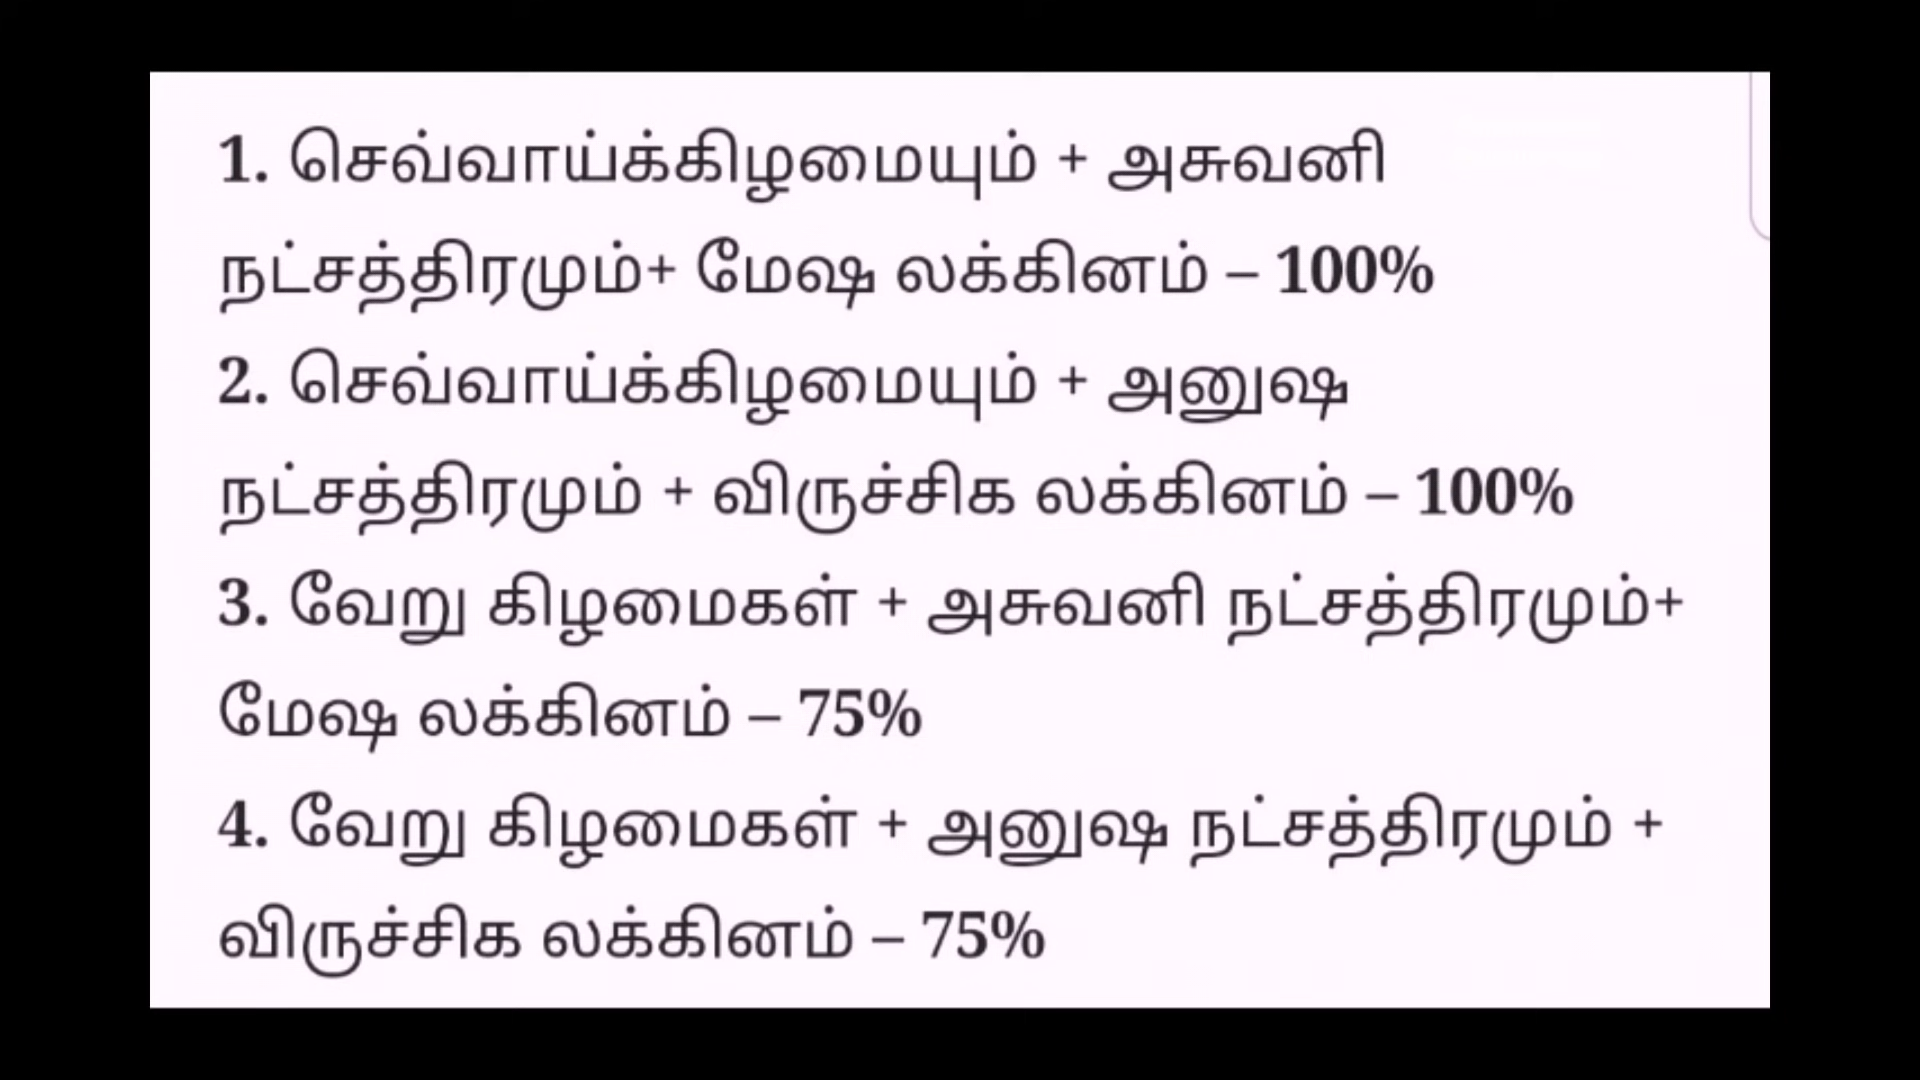 1. செவ்வாய்க்கிழமையும் + அசுவனி
நட்சத்திரமும்+ மேஷ லக்கினம் – 100%
2. செவ்வாய்க்கிழமையும் + அனுஷ
நட்சத்திரமும் + விருச்சிக லக்கினம் – 100%
3. வேறு கிழமைகள் + அசுவனி நட்சத்திரமும்+
மேஷ லக்கினம் – 75%
4. வேறு கிழமைகள் + அனுஷ நட்சத்திரமும் +
விருச்சிக லக்கினம் – 75%